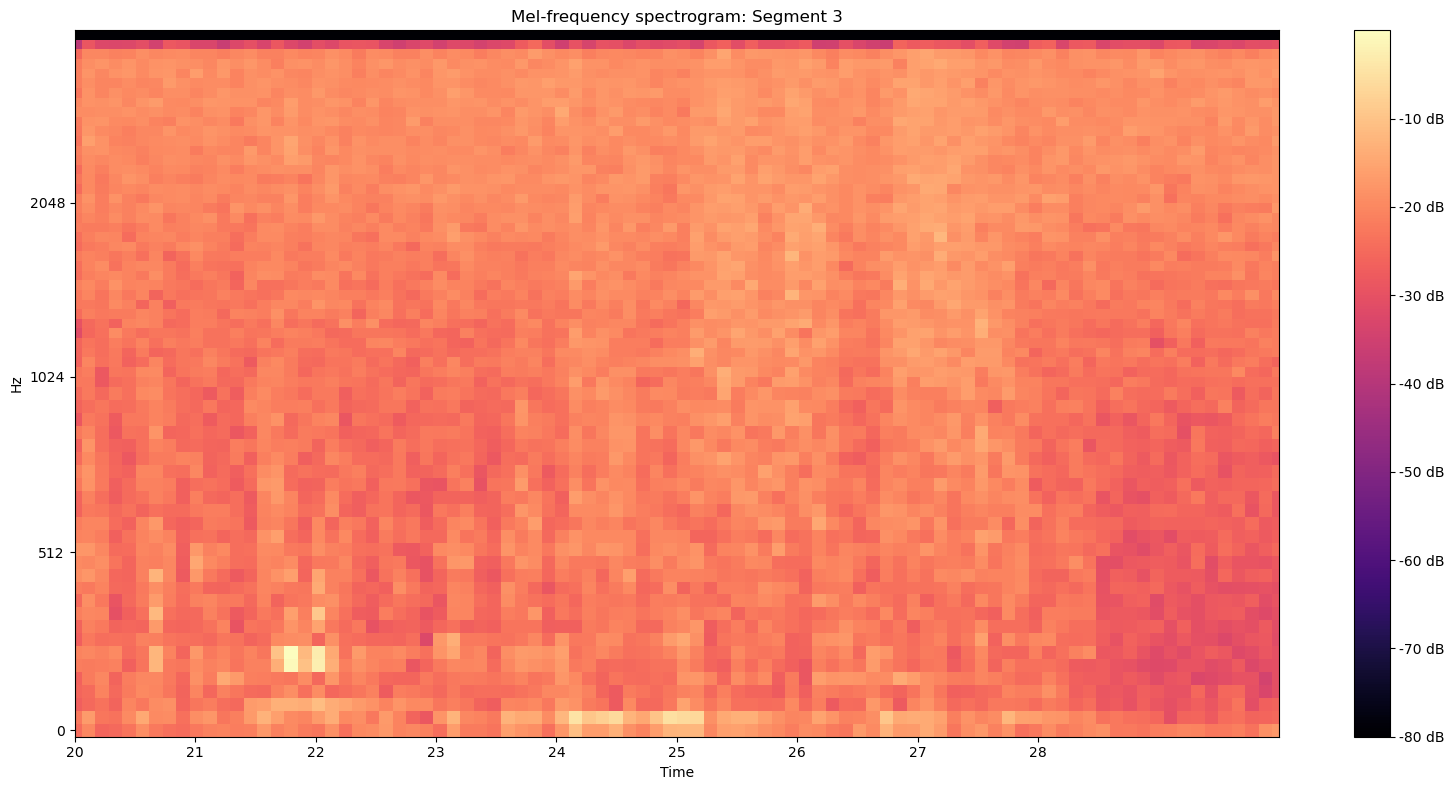 Mel-frequency spectrogram: Segment 3
Hz
2048
1024
512
0
20 21 22 23 24 25 26 27 28
Time
-10 dB
-20 dB
-30 dB
-40 dB
-50 dB
-60 dB
-70 dB
-80 dB